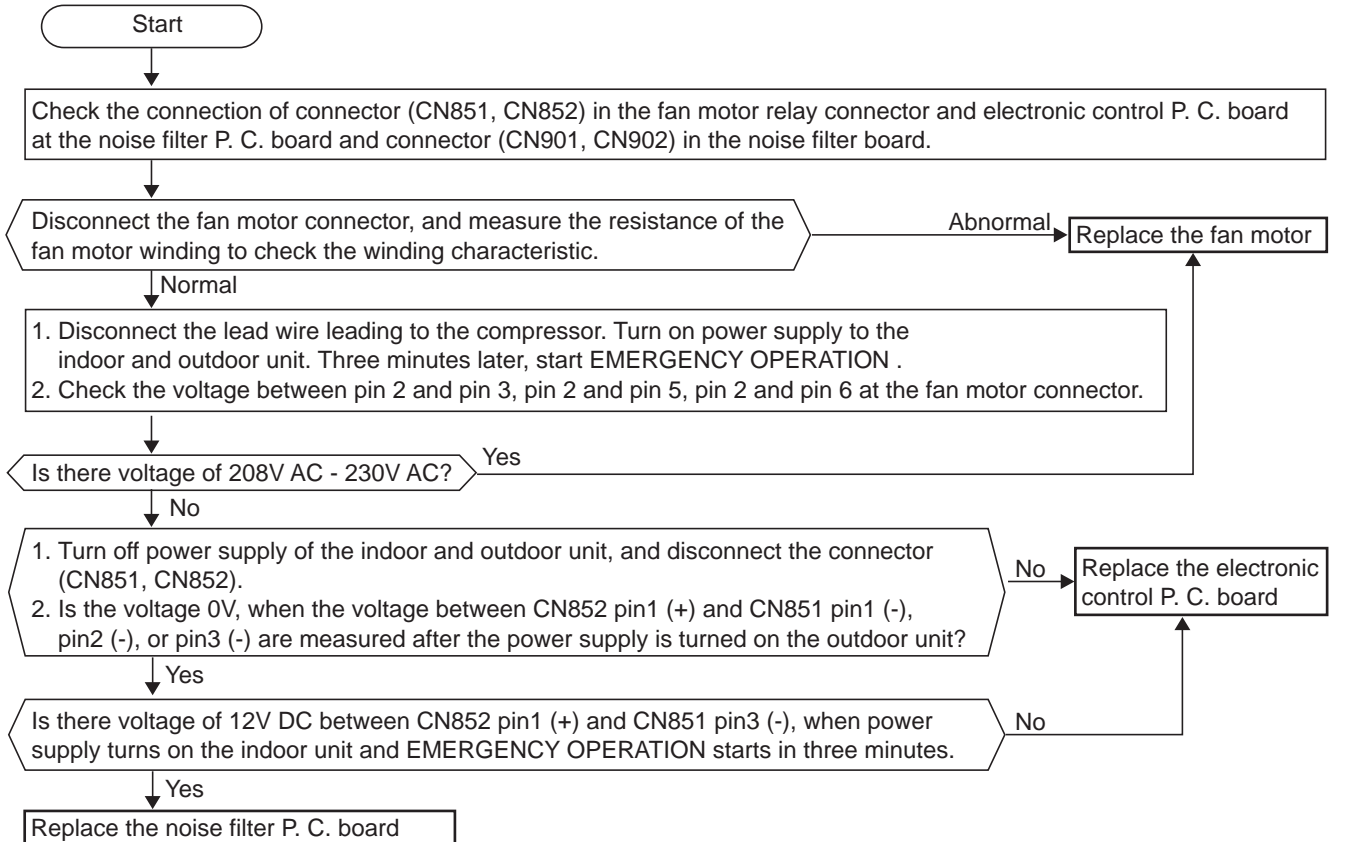 Start
Check the connection of connector (CN851, CN852) in the fan motor relay connector and electronic control P. C. board
at the noise filter P. C. board and connector (CN901, CN902) in the noise filter board.
Disconnect the fan motor connector, and measure the resistance of the
fan motor winding to check the winding characteristic.
Abnormal
Replace the fan motor
Normal
1. Disconnect the lead wire leading to the compressor. Turn on power supply to the
indoor and outdoor unit. Three minutes later, start EMERGENCY OPERATION .
2. Check the voltage between pin 2 and pin 3, pin 2 and pin 5, pin 2 and pin 6 at the fan motor connector.
Is there voltage of 208V AC - 230V AC?
Yes
No
1. Turn off power supply of the indoor and outdoor unit, and disconnect the connector
(CN851, CN852).
2. Is the voltage 0V, when the voltage between CN852 pin1 (+) and CN851 pin1 (-),
pin2 (-), or pin3 (-) are measured after the power supply is turned on the outdoor unit?
No
Replace the electronic
control P. C. board
Yes
Is there voltage of 12V DC between CN852 pin1 (+) and CN851 pin3 (-), when power
supply turns on the indoor unit and EMERGENCY OPERATION starts in three minutes.
No
Yes
Replace the noise filter P. C. board